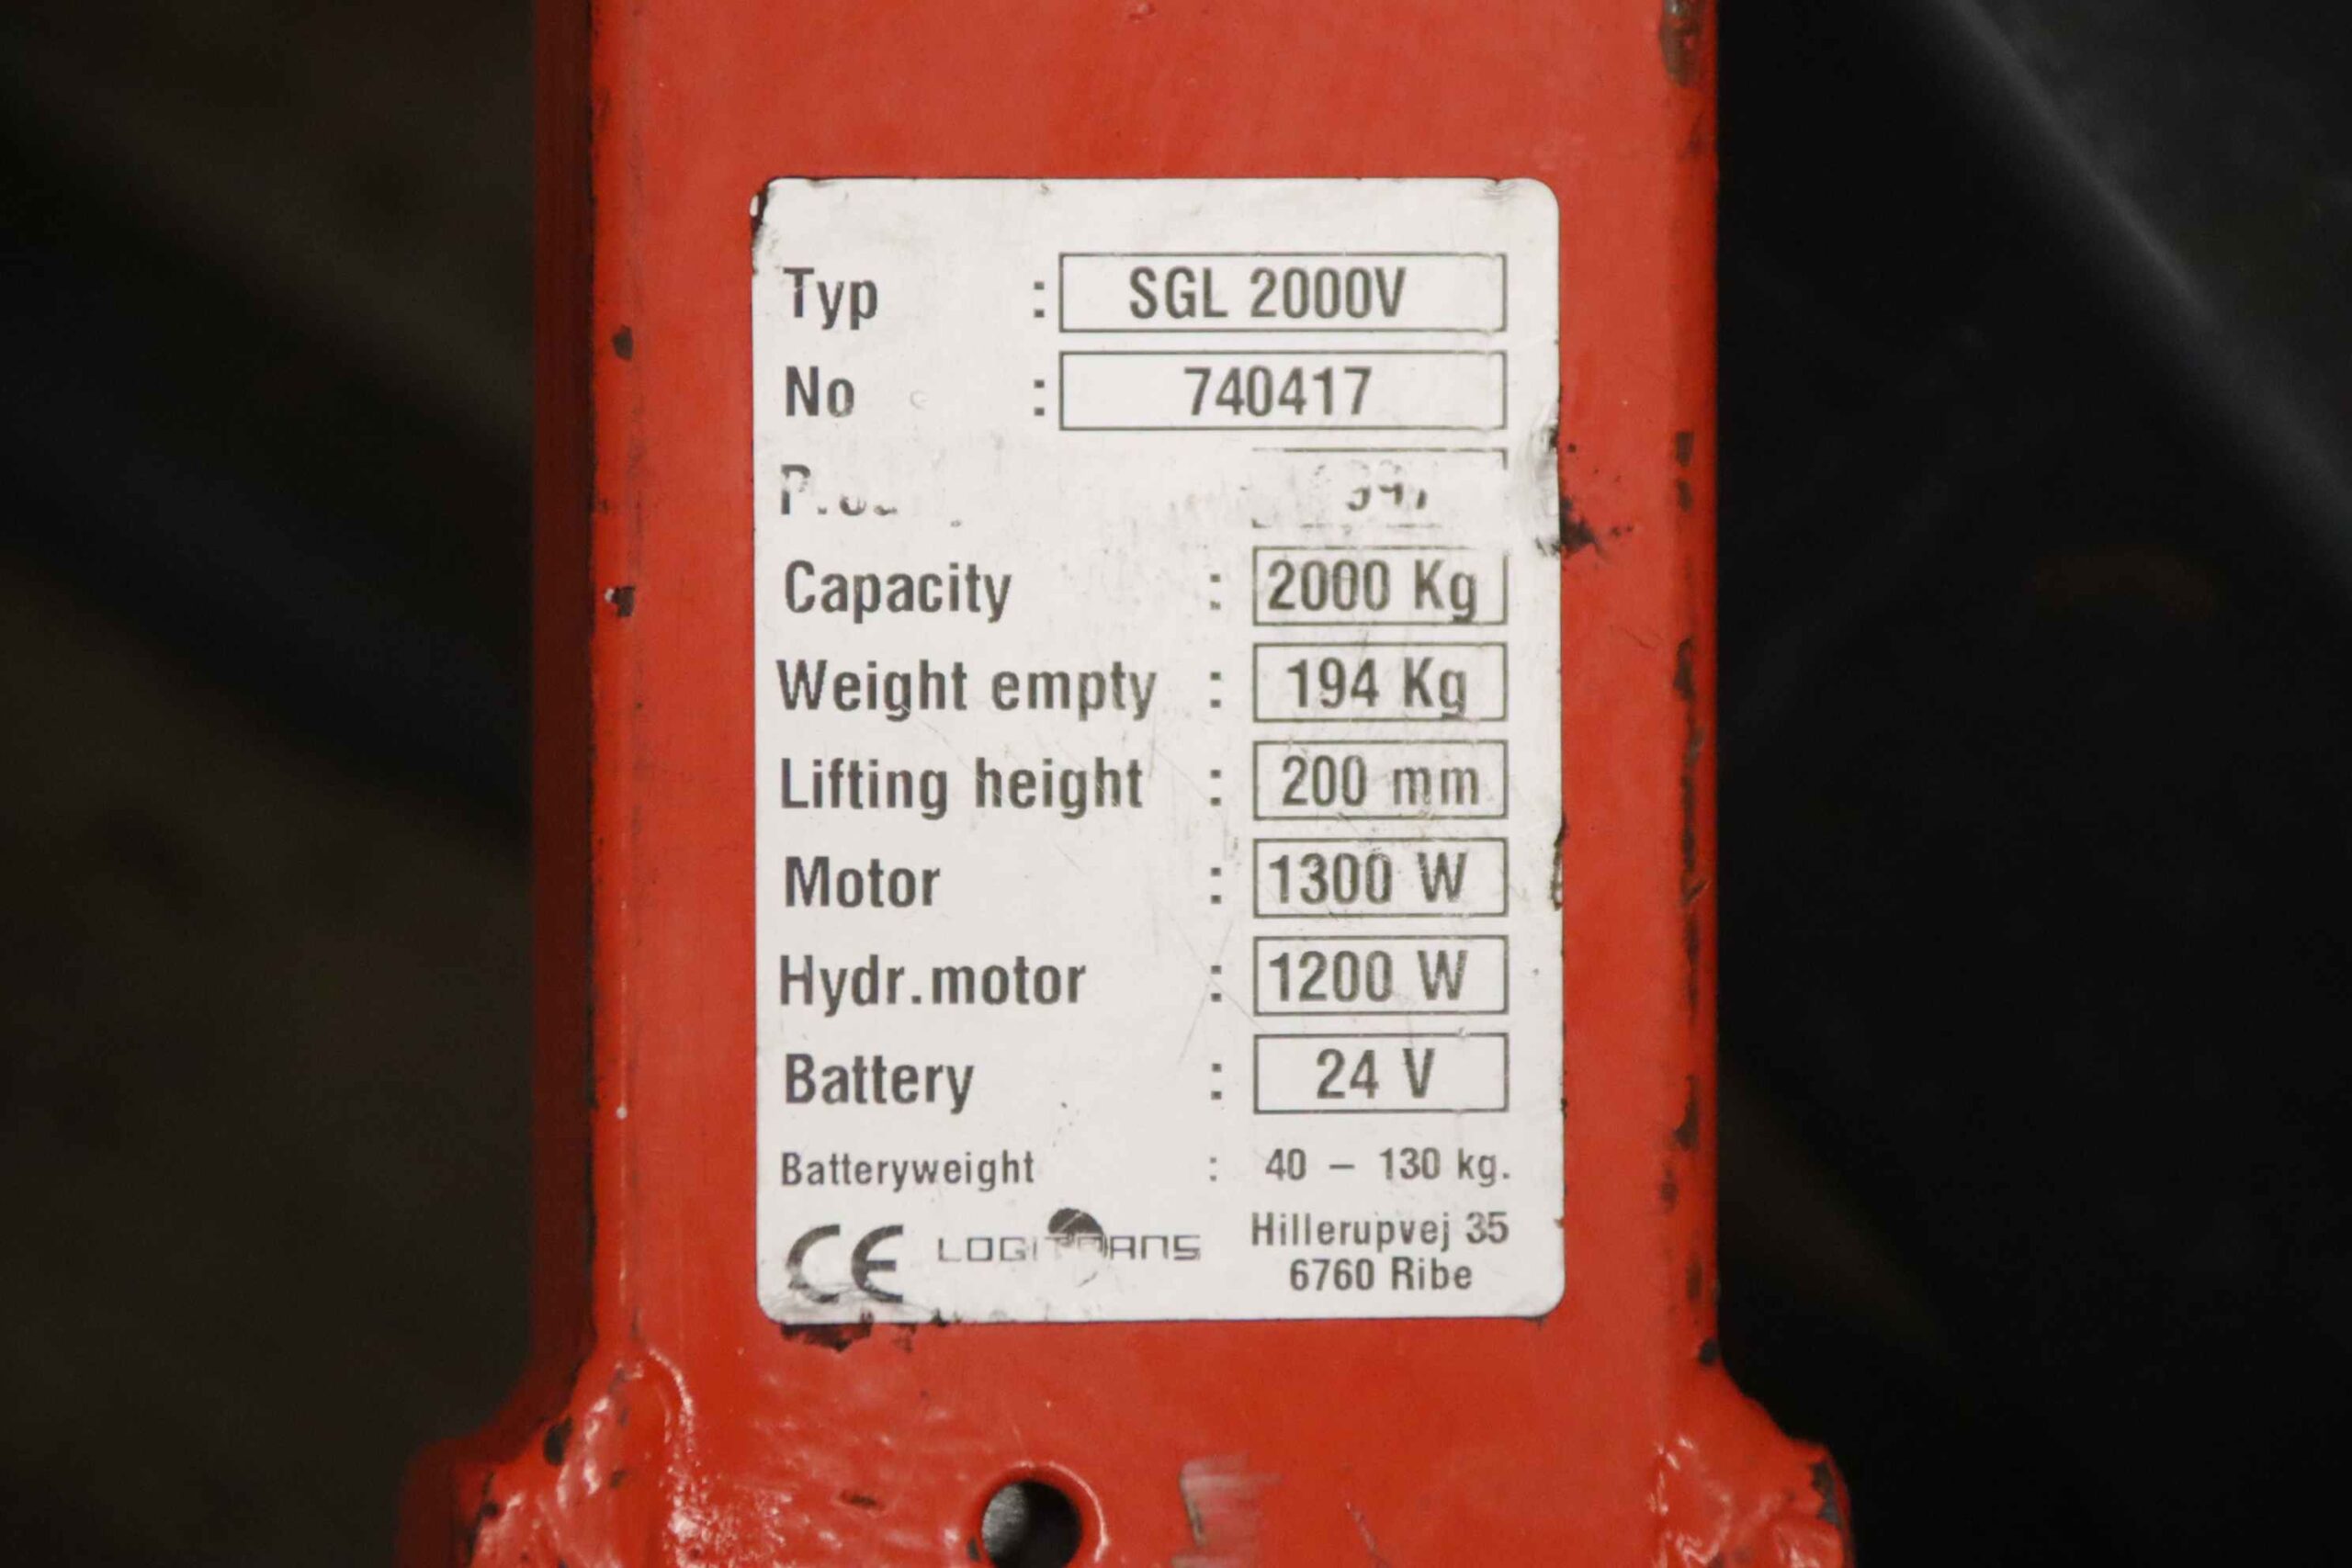 Typ : SGL 2000V
No : 740417
Capacity : 2000 Kg
Weight empty : 194 Kg
Lifting height : 200 mm
Motor : 1300 W
Hydr.motor : 1200 W
Battery : 24 V
Batteryweight : 40 – 130 kg.
CE LOGITRANS Hillerupvej 35
6760 Ribe